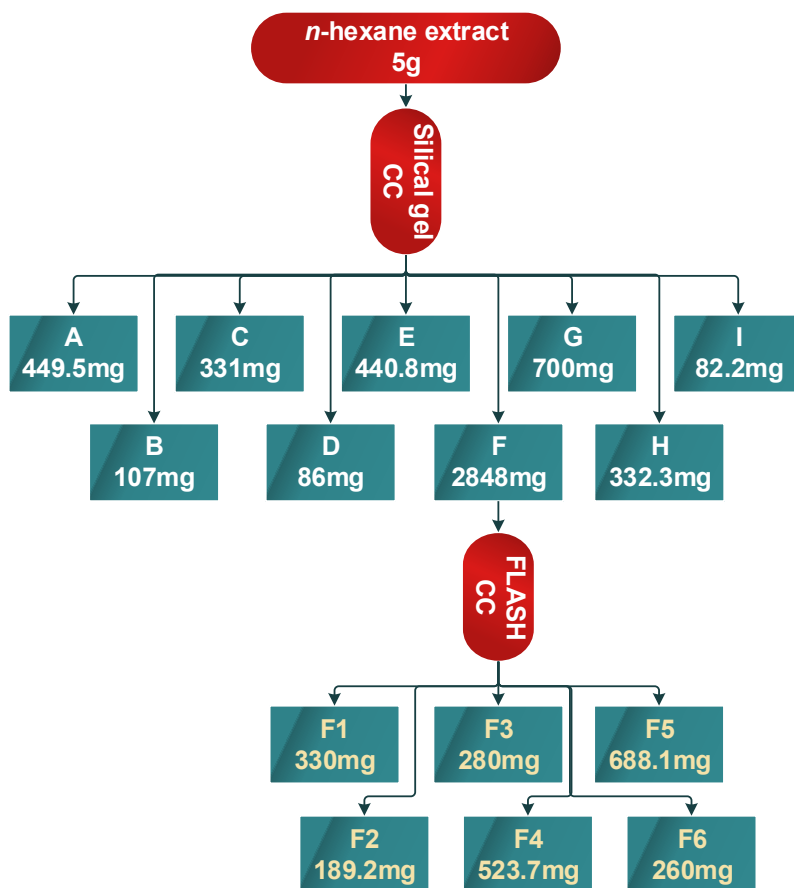 n-hexane extract
5g
Silical gel
CC
A
449.5mg
C
331mg
E
440.8mg
G
700mg
I
82.2mg
B
107mg
D
86mg
F
2848mg
H
332.3mg
FLASH
CC
F1
330mg
F3
280mg
F5
688.1mg
F2
189.2mg
F4
523.7mg
F6
260mg